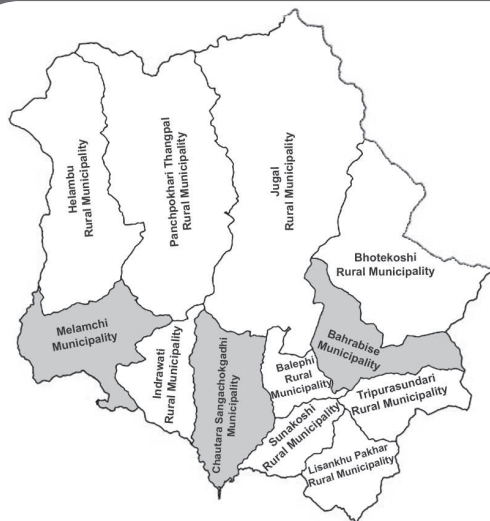 Helambu
Rural Municipality
Panchpokhari Thangpal
Rural Municipality
Jugal
Rural Municipality
Bhotekoshi
Rural Municipality
Melamchi
Municipality
Indrawati
Rural Municipality
Chautara Sangachokgadhi
Municipality
Balephi
Rural
Municipality
Bahrabise
Municipality
Tripurasundari
Rural Municipality
Sunakoshi
Rural Municipality
Lisankhu Pakhar
Rural Municipality